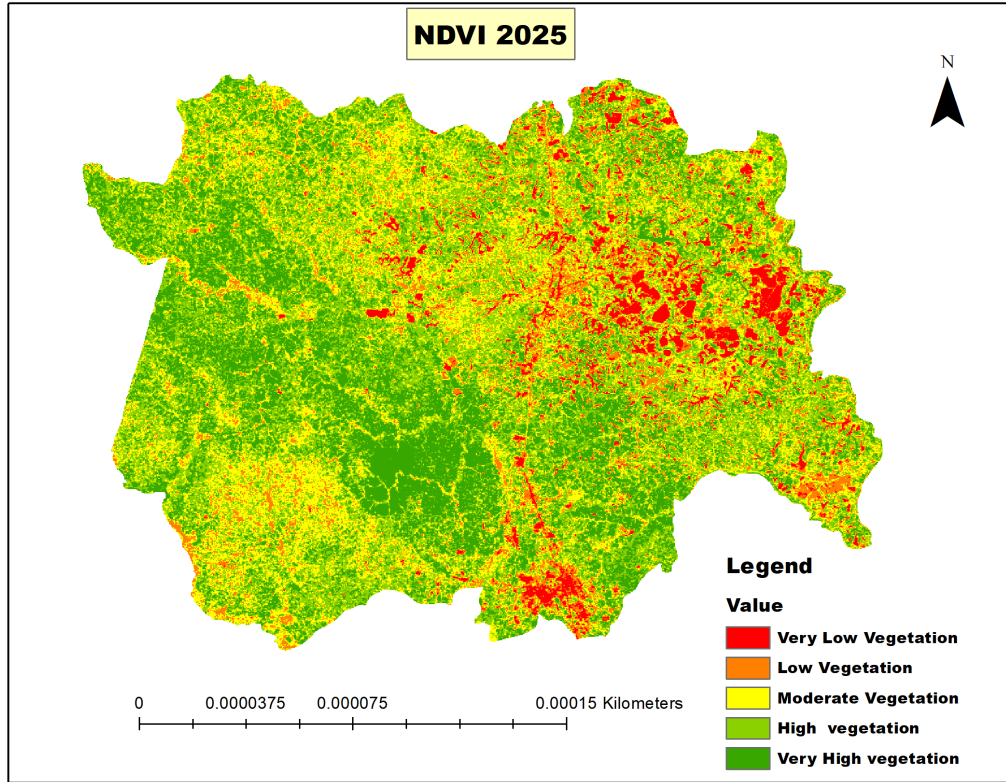 NDVI 2025
N
Legend
Value
Very Low Vegetation
Low Vegetation
Moderate Vegetation
High vegetation
Very High vegetation
0 0.0000375 0.000075 0.00015 Kilometers